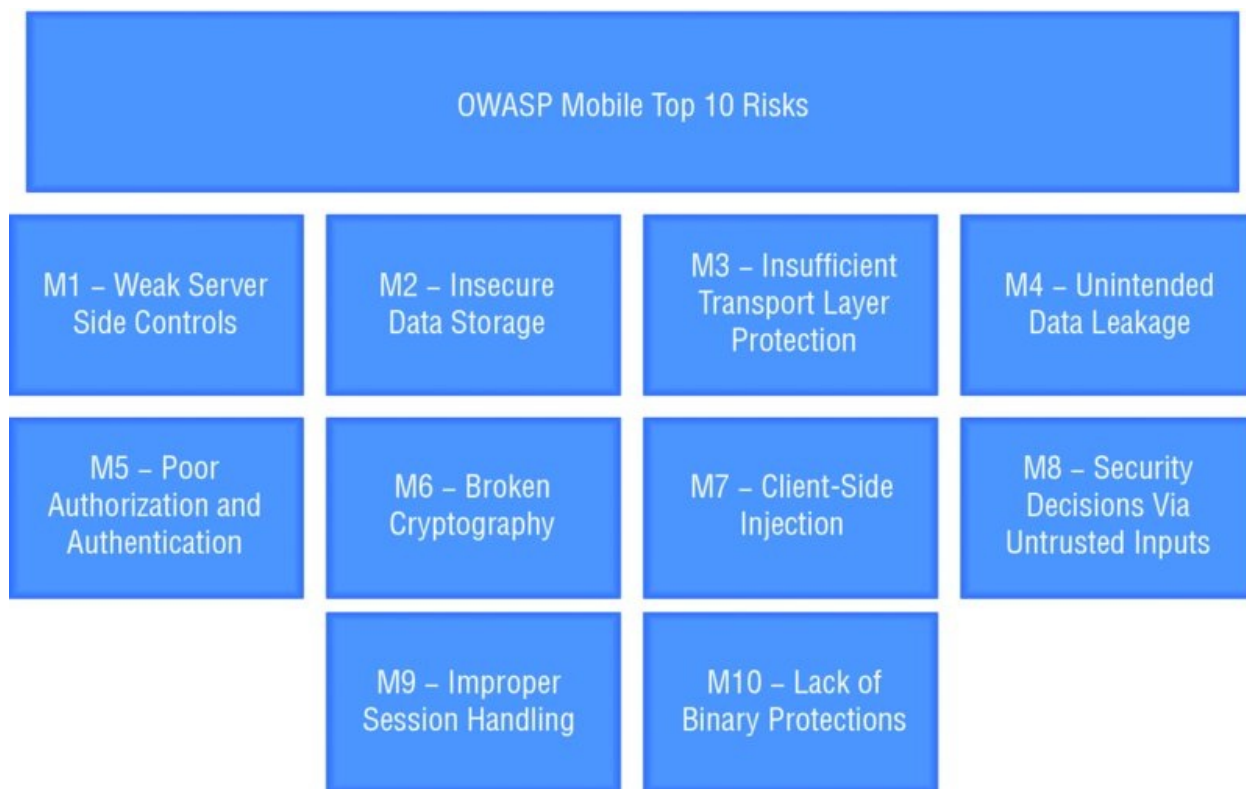 OWASP Mobile Top 10 Risks
M1 – Weak Server
Side Controls
M2 – Insecure
Data Storage
M3 – Insufficient
Transport Layer
Protection
M4 – Unintended
Data Leakage
M5 – Poor
Authorization and
Authentication
M6 – Broken
Cryptography
M7 – Client-Side
Injection
M8 – Security
Decisions Via
Untrusted Inputs
M9 – Improper
Session Handling
M10 – Lack of
Binary Protections